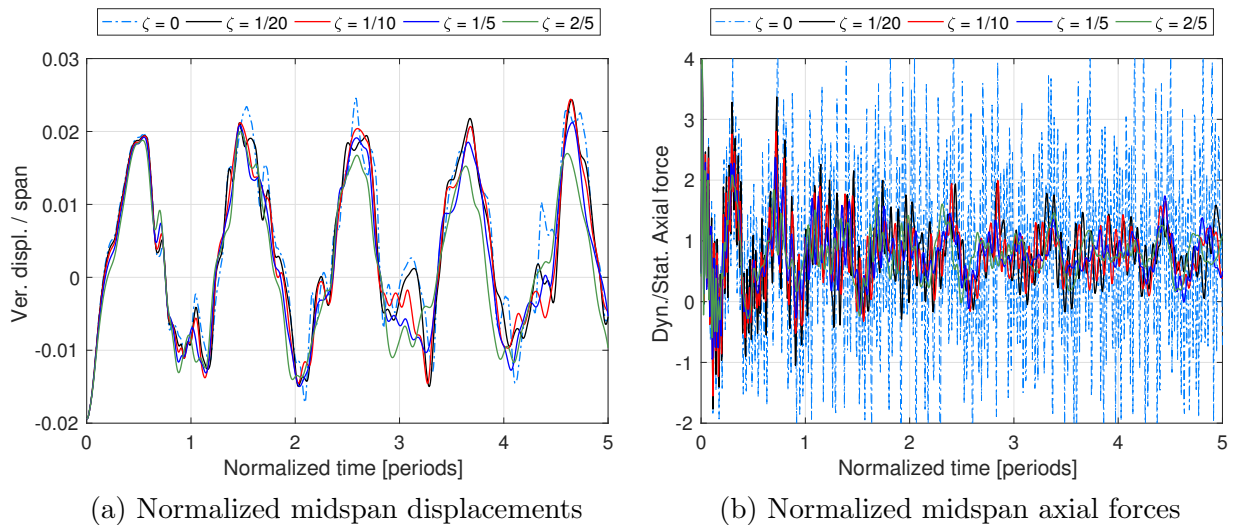 ζ = 0 ζ = 1/20 ζ = 1/10 ζ = 1/5 ζ = 2/5
0.03
0.02
0.01
0
-0.01
-0.02
Ver. displ. / span
0 1 2 3 4 5
Normalized time [periods]
(a) Normalized midspan displacements
ζ = 0 ζ = 1/20 ζ = 1/10 ζ = 1/5 ζ = 2/5
4
3
2
1
0
-1
-2
Dyn./Stat. Axial force
0 1 2 3 4 5
Normalized time [periods]
(b) Normalized midspan axial forces